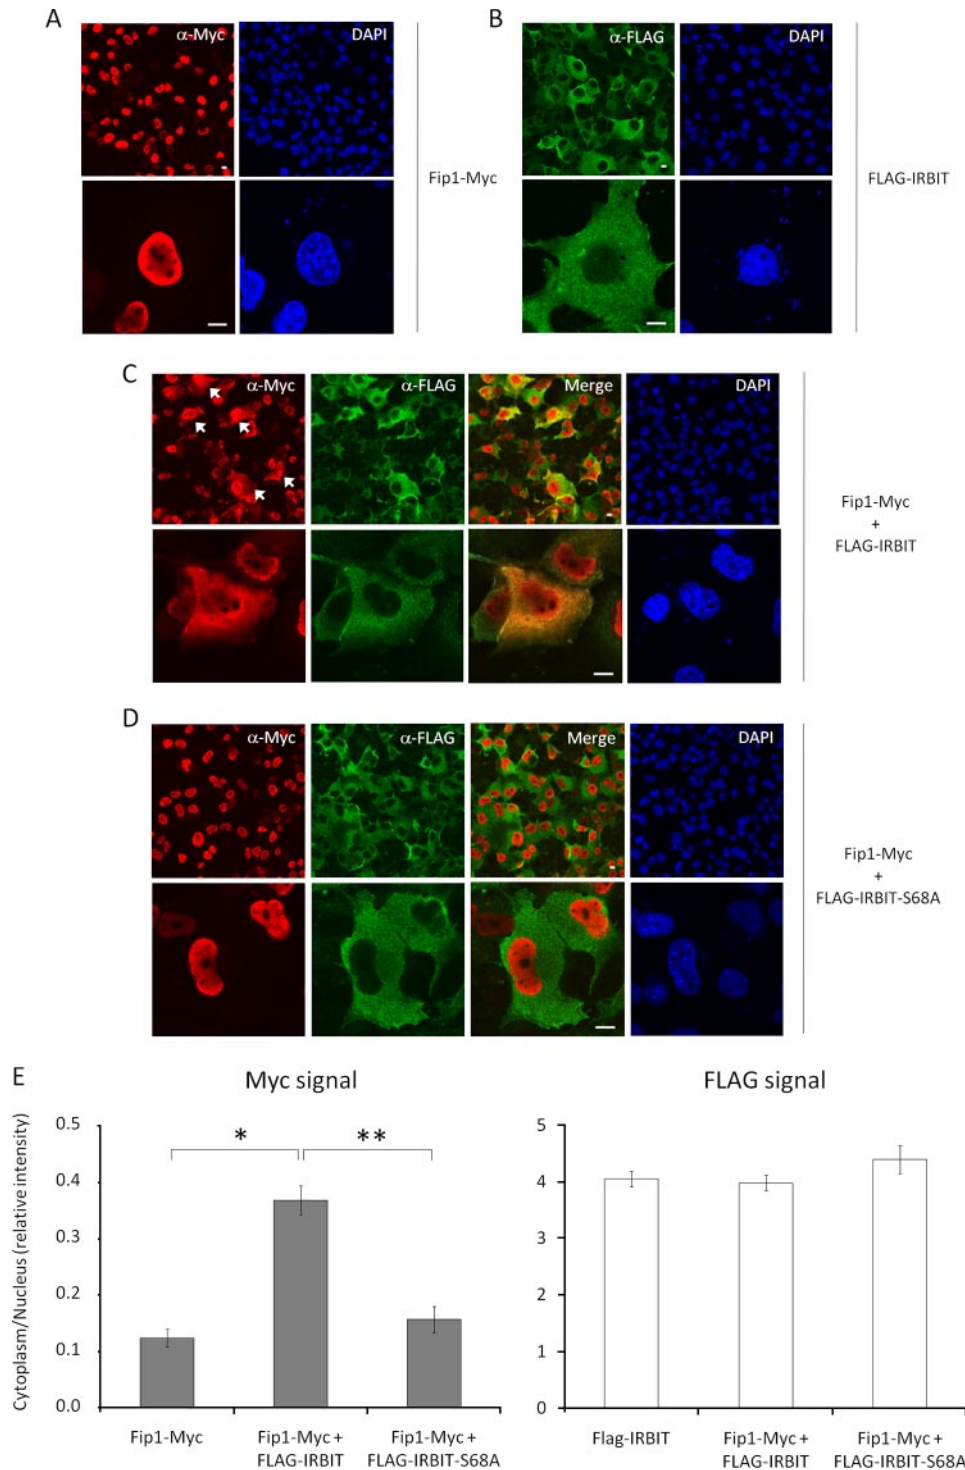 A
α-Myc
DAPI
Fip1-Myc
B
α-FLAG
DAPI
FLAG-IRBIT
C
α-Myc
α-FLAG
Merge
DAPI
Fip1-Myc
+
FLAG-IRBIT
D
α-Myc
α-FLAG
Merge
DAPI
Fip1-Myc
+
FLAG-IRBIT-S68A
E
Myc signal
Cytoplasm/Nucleus (relative intensity)
0.5
0.4
0.3
0.2
0.1
0.0
*
**
Fip1-Myc
Fip1-Myc +
FLAG-IRBIT
Fip1-Myc +
FLAG-IRBIT-S68A
FLAG signal
5
4
3
2
1
0
Flag-IRBIT
Fip1-Myc +
FLAG-IRBIT
Fip1-Myc +
FLAG-IRBIT-S68A